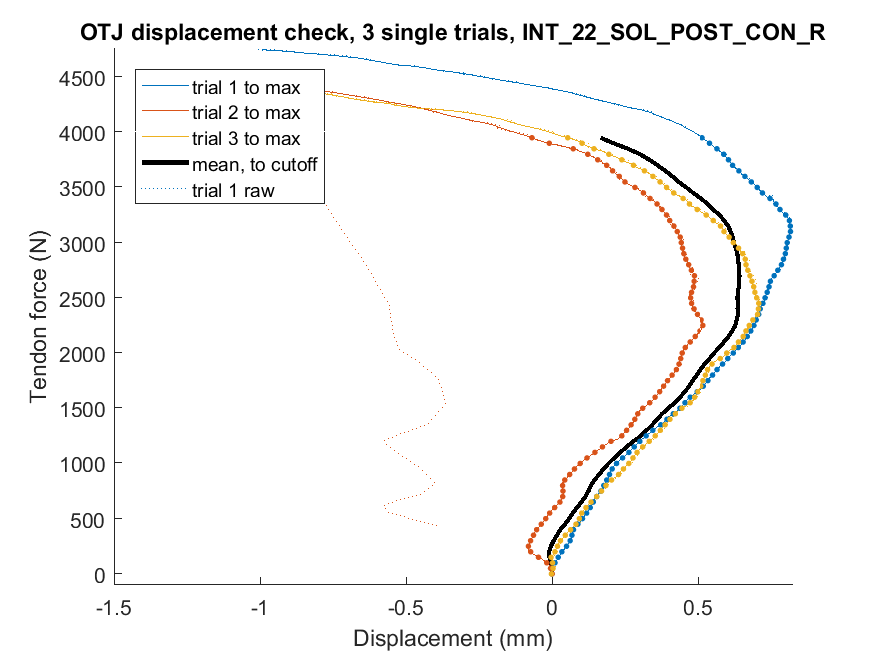 OTJ displacement check, 3 single trials, INT_22_SOL_POST_CON_R
trial 1 to max
trial 2 to max
trial 3 to max
mean, to cutoff
trial 1 raw
Tendon force (N)
4500
4000
3500
3000
2500
2000
1500
1000
500
0
-1.5
-1
-0.5
0
0.5
Displacement (mm)